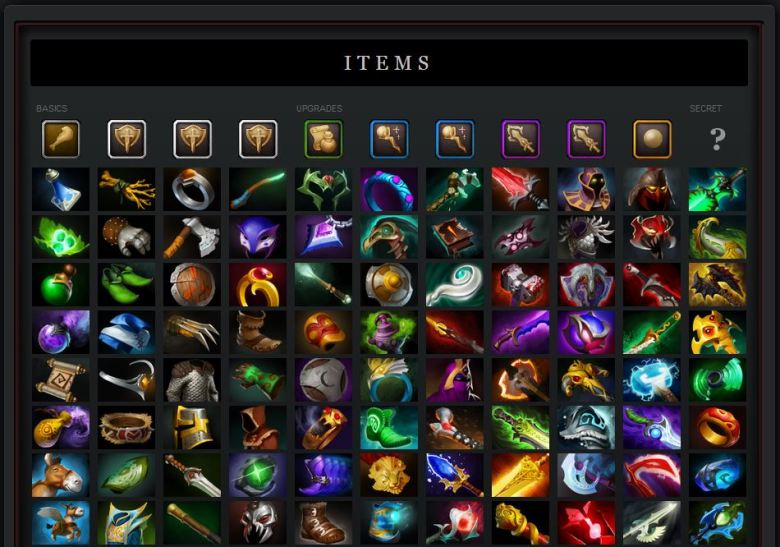 ITEMS
BASICS
UPGRADES
SECRET
?